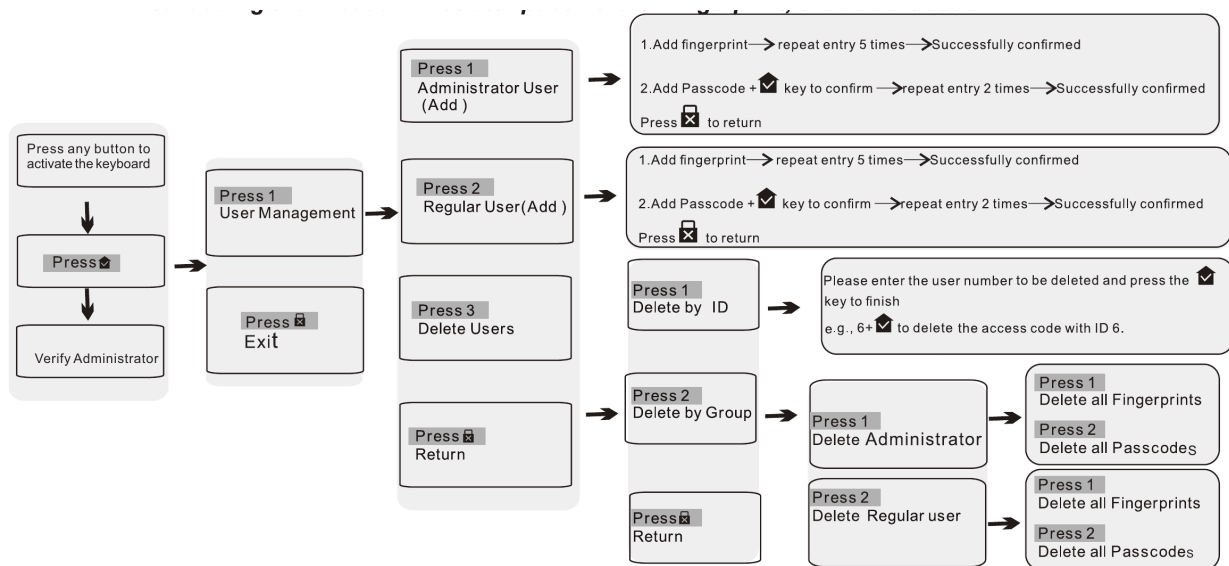 Press any button to
activate the keyboard
Press
Verify Administrator
Press 1
User Management
Press
Exit
Press 1
Administrator User
(Add )
Press 2
Regular User(Add )
Press 3
Delete Users
Press
Return
1.Add fingerprint → repeat entry 5 times → Successfully confirmed
2.Add Passcode + key to confirm → repeat entry 2 times → Successfully confirmed
Press to return
1.Add fingerprint → repeat entry 5 times → Successfully confirmed
2.Add Passcode + key to confirm → repeat entry 2 times → Successfully confirmed
Press to return
Press 1
Delete by ID
Please enter the user number to be deleted and press the
key to finish
e.g., 6+ to delete the access code with ID 6.
Press 2
Delete by Group
Press
Return
Press 1
Delete Administrator
Press 1
Delete all Fingerprints
Press 2
Delete all Passcodes
Press 2
Delete Regular user
Press 1
Delete all Fingerprints
Press 2
Delete all Passcodes